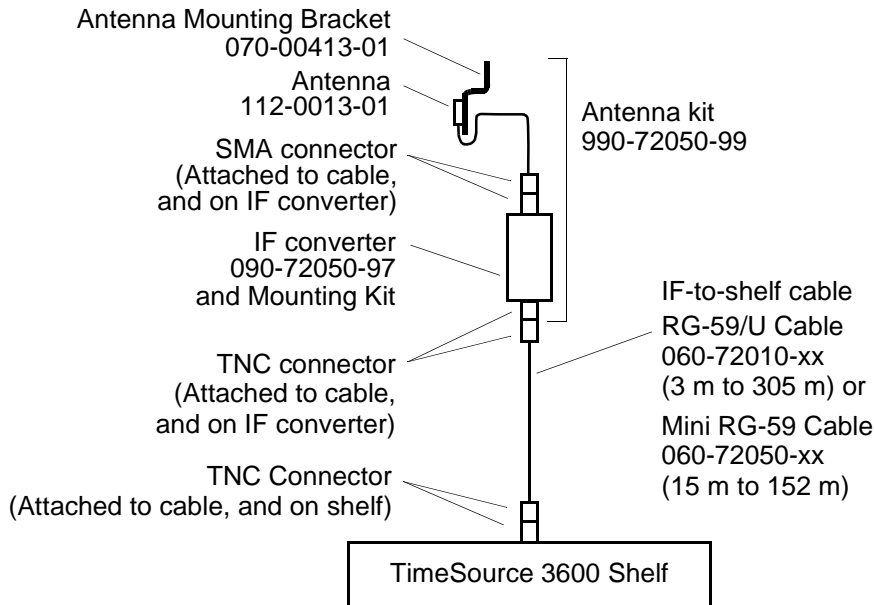 Antenna Mounting Bracket
070-00413-01
Antenna
112-0013-01
SMA connector
(Attached to cable,
and on IF converter)
IF converter
090-72050-97
and Mounting Kit
TNC connector
(Attached to cable,
and on IF converter)
TNC Connector
(Attached to cable, and on shelf)
Antenna kit
990-72050-99
IF-to-shelf cable
RG-59/U Cable
060-72010-xx
(3 m to 305 m) or
Mini RG-59 Cable
060-72050-xx
(15 m to 152 m)
TimeSource 3600 Shelf